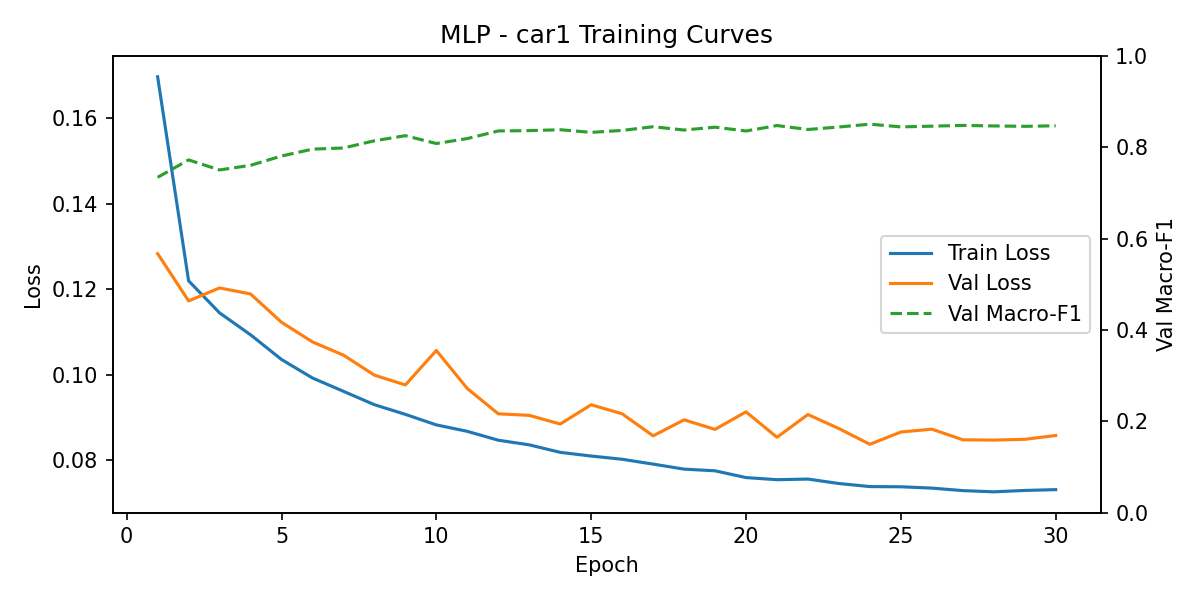 MLP - car1 Training Curves
0.16
0.14
0.12
0.10
0.08
Loss
1.0
0.8
0.6
0.4
0.2
0.0
Val Macro-F1
Train Loss
Val Loss
Val Macro-F1
0 5 10 15 20 25 30
Epoch